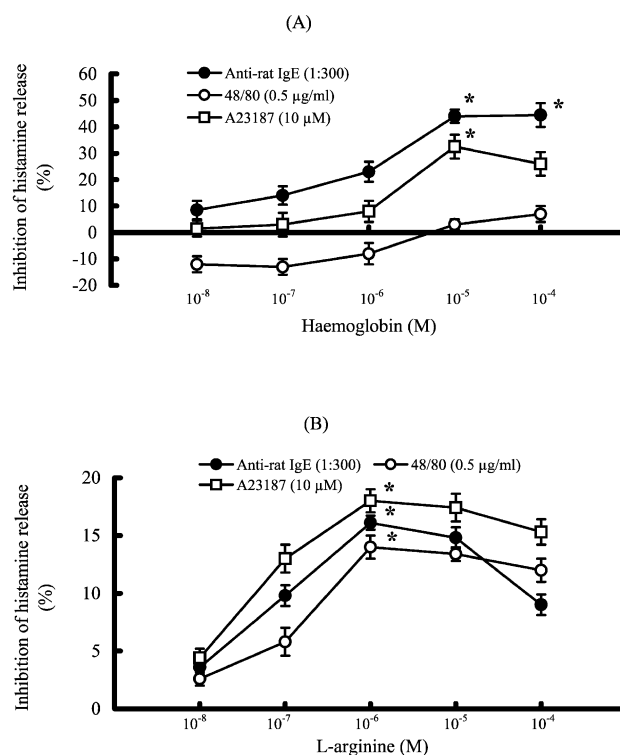 (A)
Anti-rat IgE (1:300)
48/80 (0.5 µg/ml)
A23187 (10 µM)
Inhibition of histamine release
(%)
60
50
40
30
20
10
0
-10
-20
*
*
*
10⁻⁸ 10⁻⁷ 10⁻⁶ 10⁻⁵ 10⁻⁴
Haemoglobin (M)
(B)
Anti-rat IgE (1:300) 48/80 (0.5 µg/ml)
A23187 (10 µM)
Inhibition of histamine release
(%)
20
15
10
5
0
*
*
*
10⁻⁸ 10⁻⁷ 10⁻⁶ 10⁻⁵ 10⁻⁴
L-arginine (M)